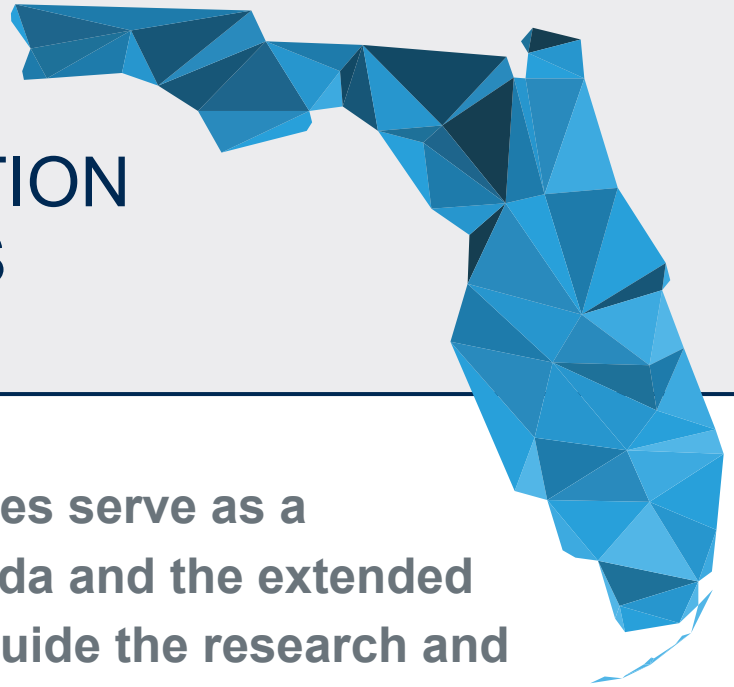 TION
S
es serve as a
da and the extended
uide the research and